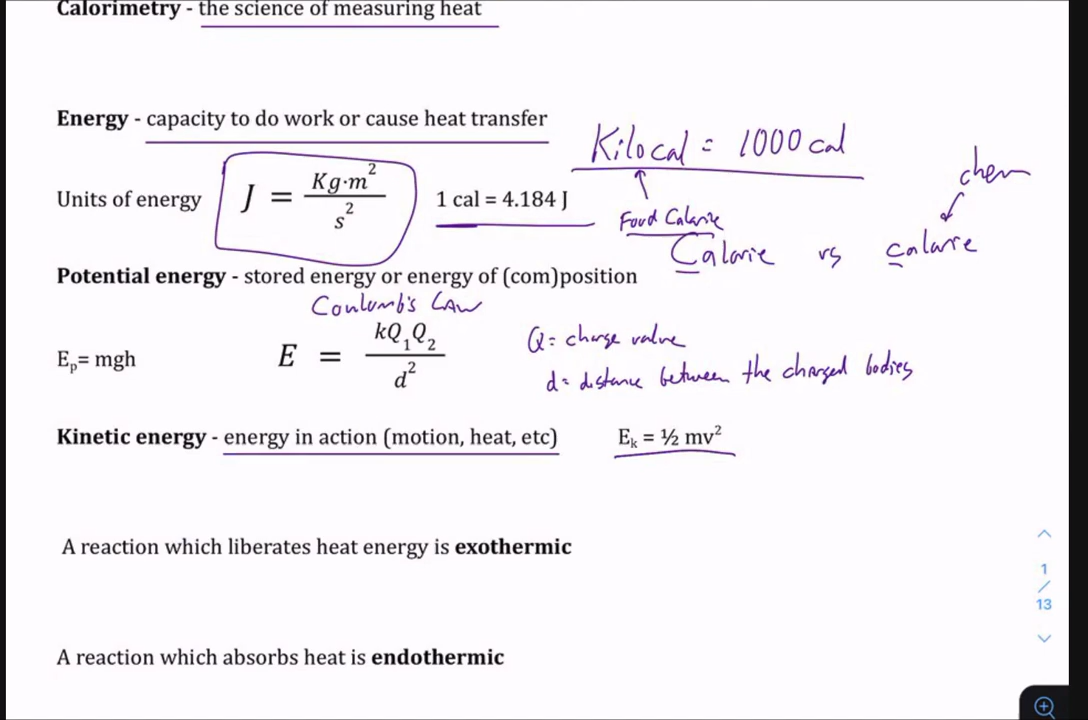 Calorimetry - the science of measuring heat
Energy - capacity to do work or cause heat transfer
Kilocal = 1000 cal
chem
Units of energy J = Kg·m² / s² 1 cal = 4.184 J
Food Calorie
Calorie vs calorie
Potential energy - stored energy or energy of (com)position
Coulumb's LAW
Eₚ= mgh E = kQ₁Q₂ / d² Q = charge value
d = distance between the charged bodies
Kinetic energy - energy in action (motion, heat, etc) Eₖ = ½ mv²
A reaction which liberates heat energy is exothermic
1
/
13
A reaction which absorbs heat is endothermic